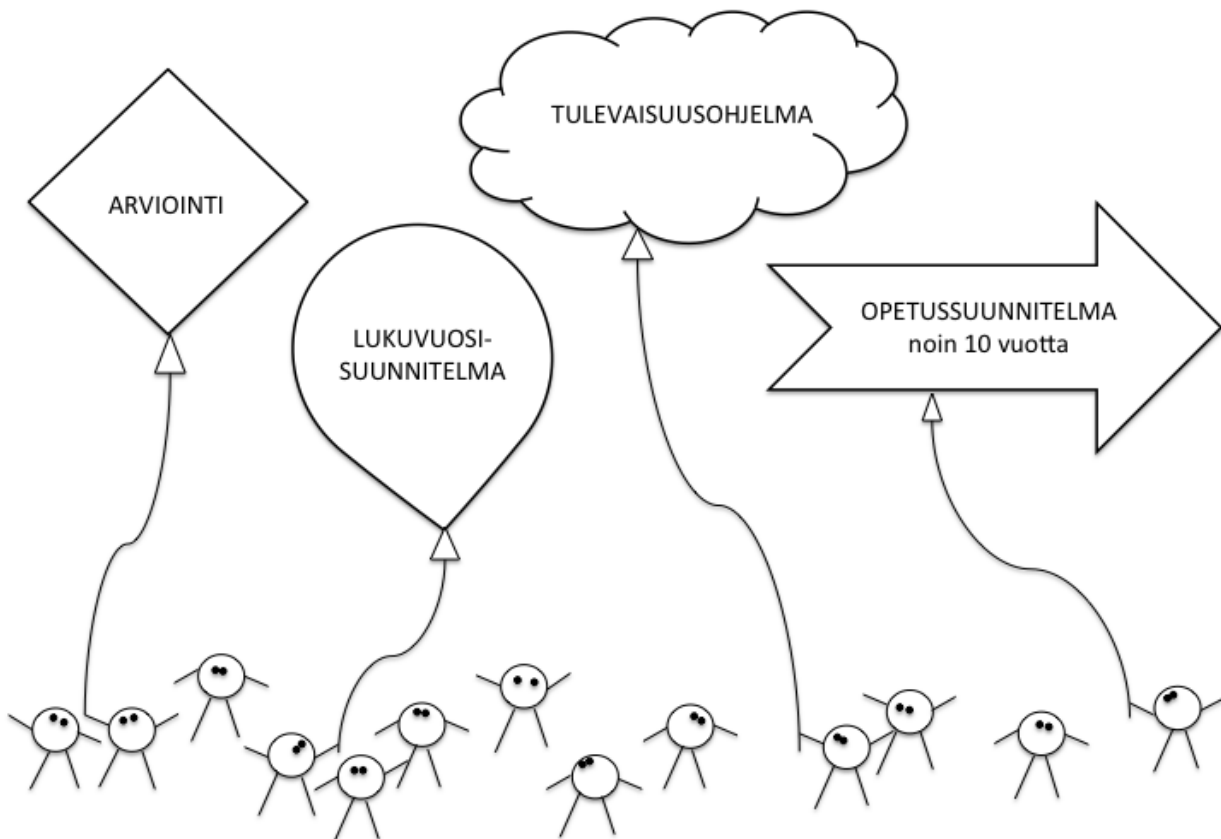 ARVIOINTI
LUKUVUOSI-
SUUNNITELMA
TULEVAISUUSOHJELMA
OPETUSSUUNNITELMA
noin 10 vuotta